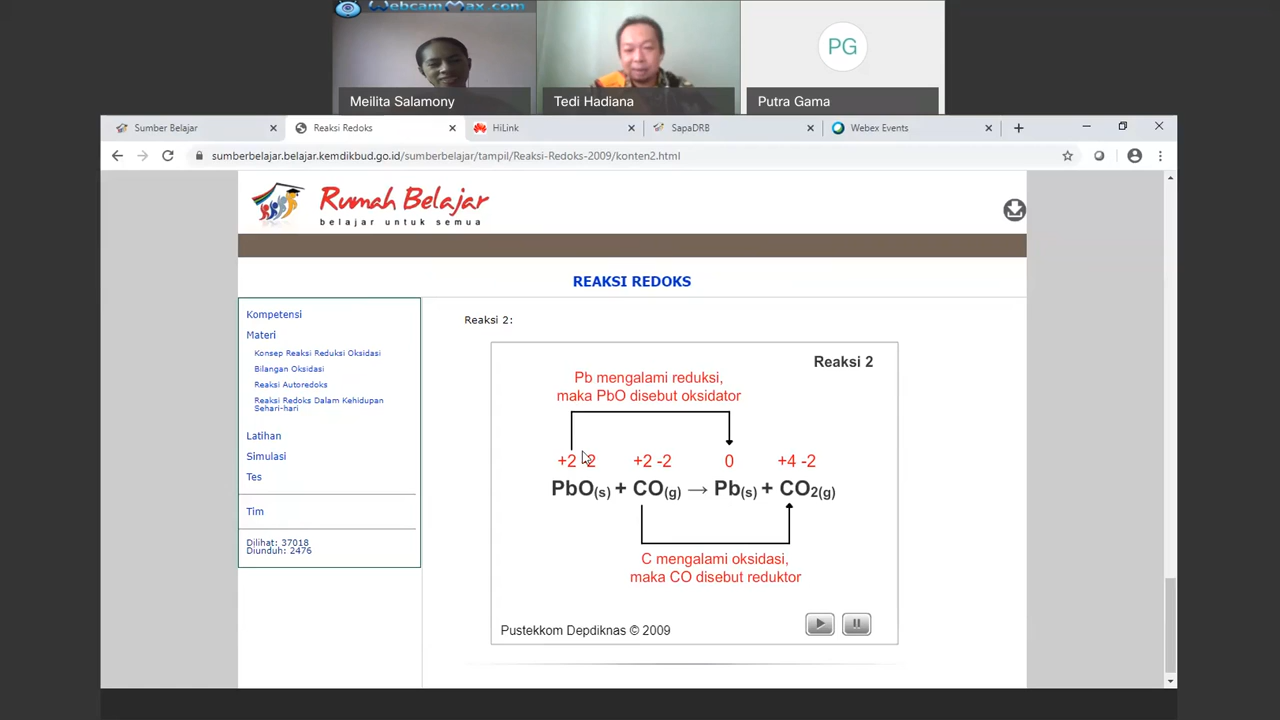 WebcamMax.com
Meilita Salamony
Tedi Hadiana
PG
Putra Gama
Sumber Belajar
Reaksi Redoks
HiLink
SapaDRB
Webex Events
sumberbelajar.belajar.kemdikbud.go.id/sumberbelajar/tampil/Reaksi-Redoks-2009/konten2.html
Rumah Belajar
belajar untuk semua
REAKSI REDOKS
Kompetensi
Materi
Konsep Reaksi Reduksi Oksidasi
Bilangan Oksidasi
Reaksi Autoredoks
Reaksi Redoks Dalam Kehidupan
Sehari-hari
Latihan
Simulasi
Tes
Tim
Dilihat: 37018
Diunduh: 2476
Reaksi 2:
Reaksi 2
Pb mengalami reduksi,
maka PbO disebut oksidator
+2 -2 +2 -2 0 +4 -2
PbO(s) + CO(g) → Pb(s) + CO2(g)
C mengalami oksidasi,
maka CO disebut reduktor
Pustekkom Depdiknas © 2009